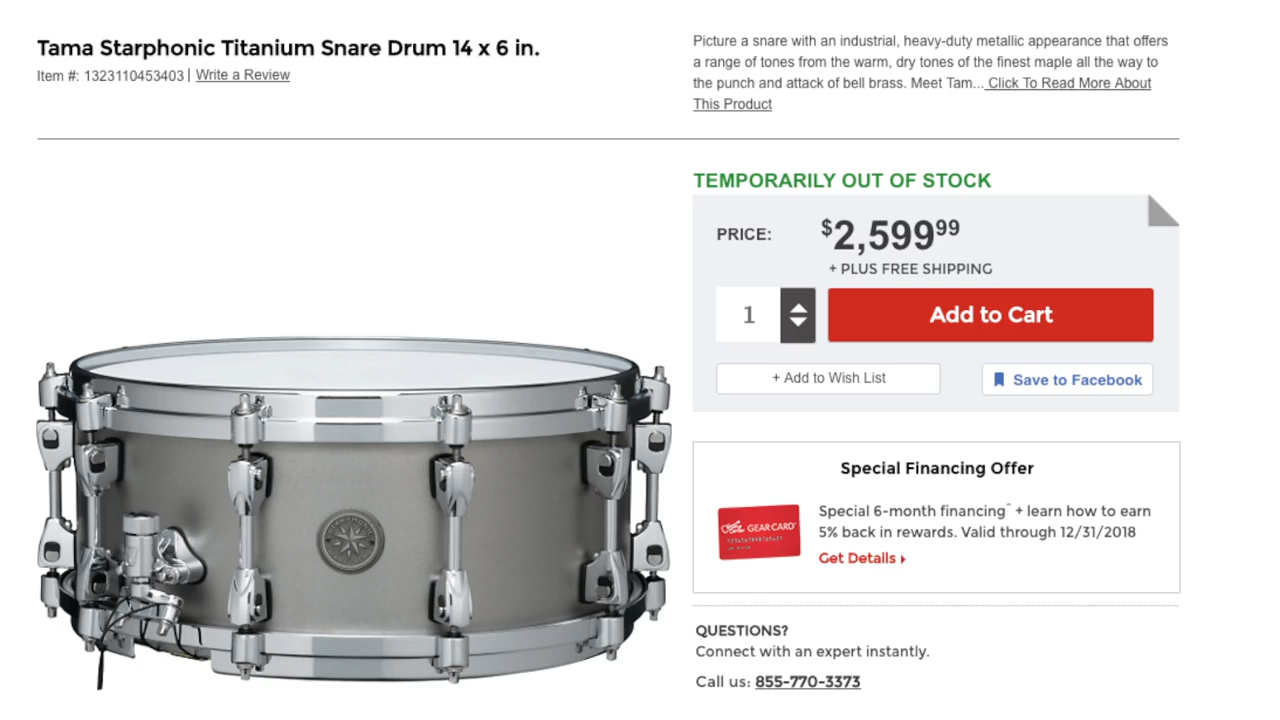 Tama Starphonic Titanium Snare Drum 14 x 6 in.
Item #: 1323110453403 | Write a Review
Picture a snare with an industrial, heavy-duty metallic appearance that offers
a range of tones from the warm, dry tones of the finest maple all the way to
the punch and attack of bell brass. Meet Tam... Click To Read More About
This Product
TEMPORARILY OUT OF STOCK
PRICE: $2,59999
+ PLUS FREE SHIPPING
1 Add to Cart
+ Add to Wish List Save to Facebook
Special Financing Offer
GEAR CARD
Special 6-month financing^ + learn how to earn
5% back in rewards. Valid through 12/31/2018
Get Details
QUESTIONS?
Connect with an expert instantly.
Call us: 855-770-3373